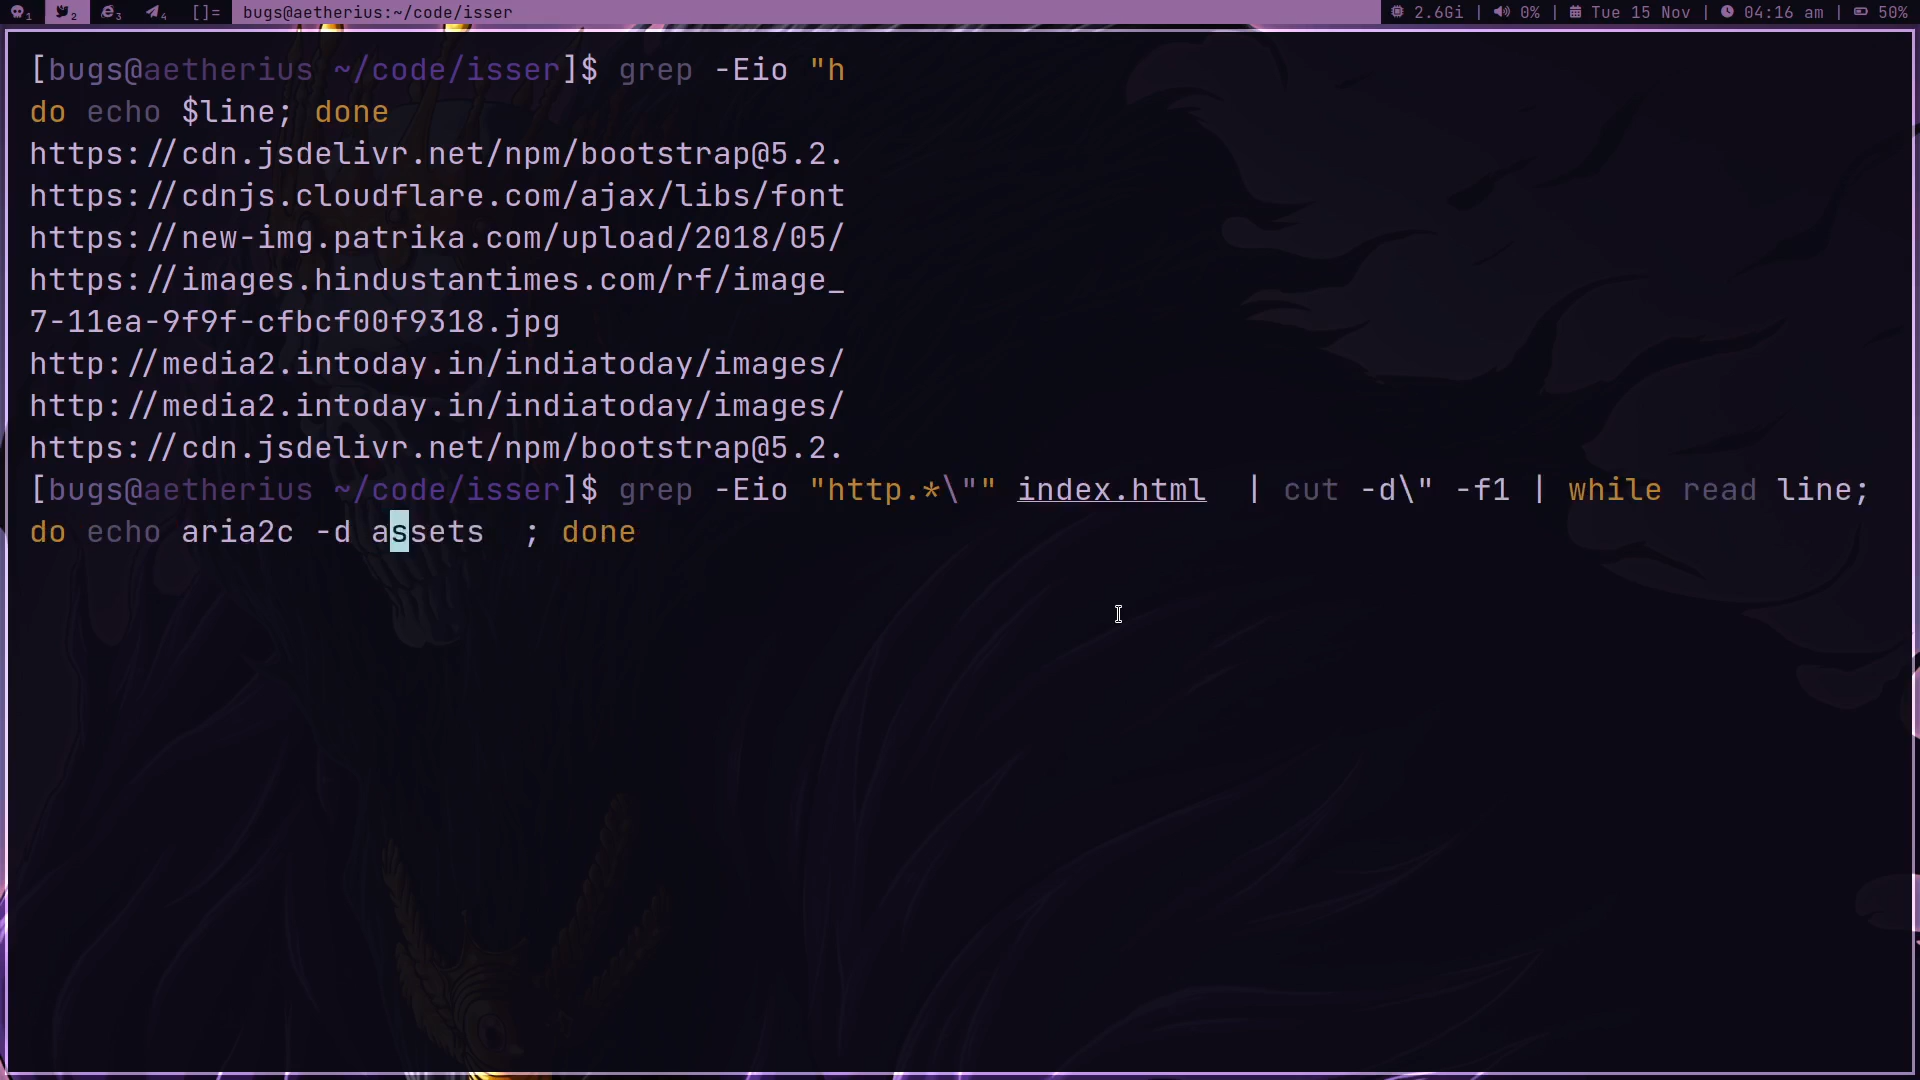 1 2 3 4 []= bugs@aetherius:~/code/isser 2.6Gi | 0% | Tue 15 Nov | 04:16 am | 50%
[bugs@aetherius ~/code/isser]$ grep -Eio "h
do echo $line; done
https://cdn.jsdelivr.net/npm/bootstrap@5.2.
https://cdnjs.cloudflare.com/ajax/libs/font
https://new-img.patrika.com/upload/2018/05/
https://images.hindustantimes.com/rf/image_
7-11ea-9f9f-cfbcf00f9318.jpg
http://media2.intoday.in/indiatoday/images/
http://media2.intoday.in/indiatoday/images/
https://cdn.jsdelivr.net/npm/bootstrap@5.2.
[bugs@aetherius ~/code/isser]$ grep -Eio "http.*\"" index.html  | cut -d\" -f1 | while read line;
do echo aria2c -d assets  ; done